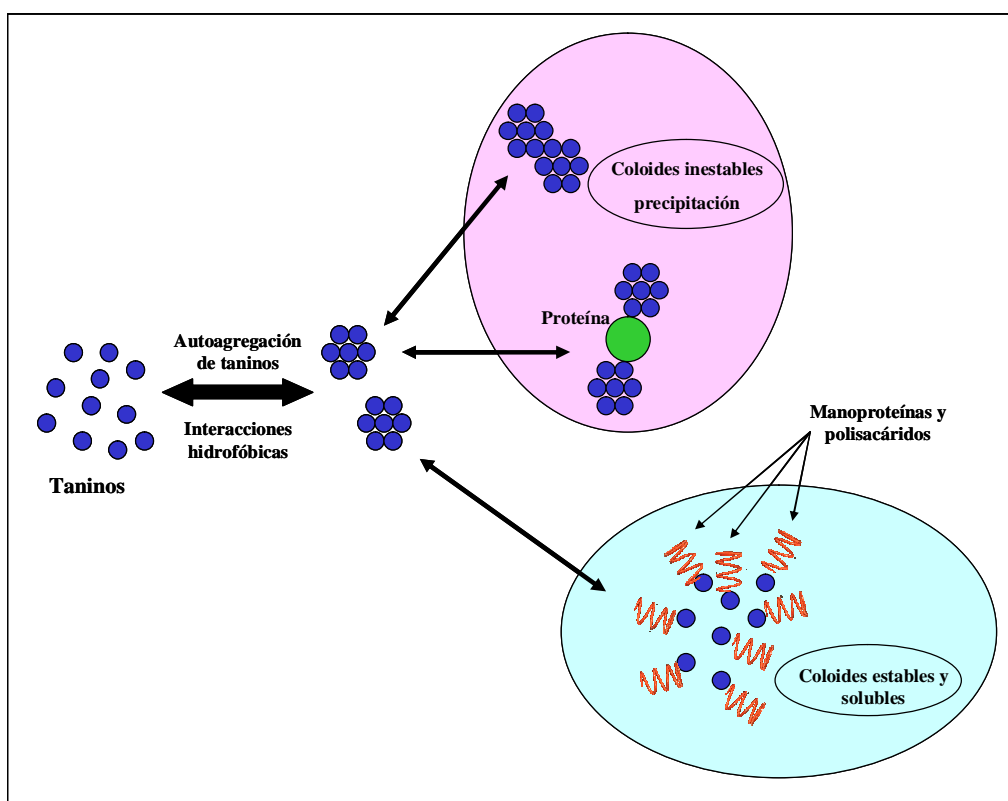 Coloides inestables
precipitación
Proteína
Autoagregación
de taninos
Interacciones
hidrofóbicas
Taninos
Manoproteínas y
polisacáridos
Coloides estables y
solubles